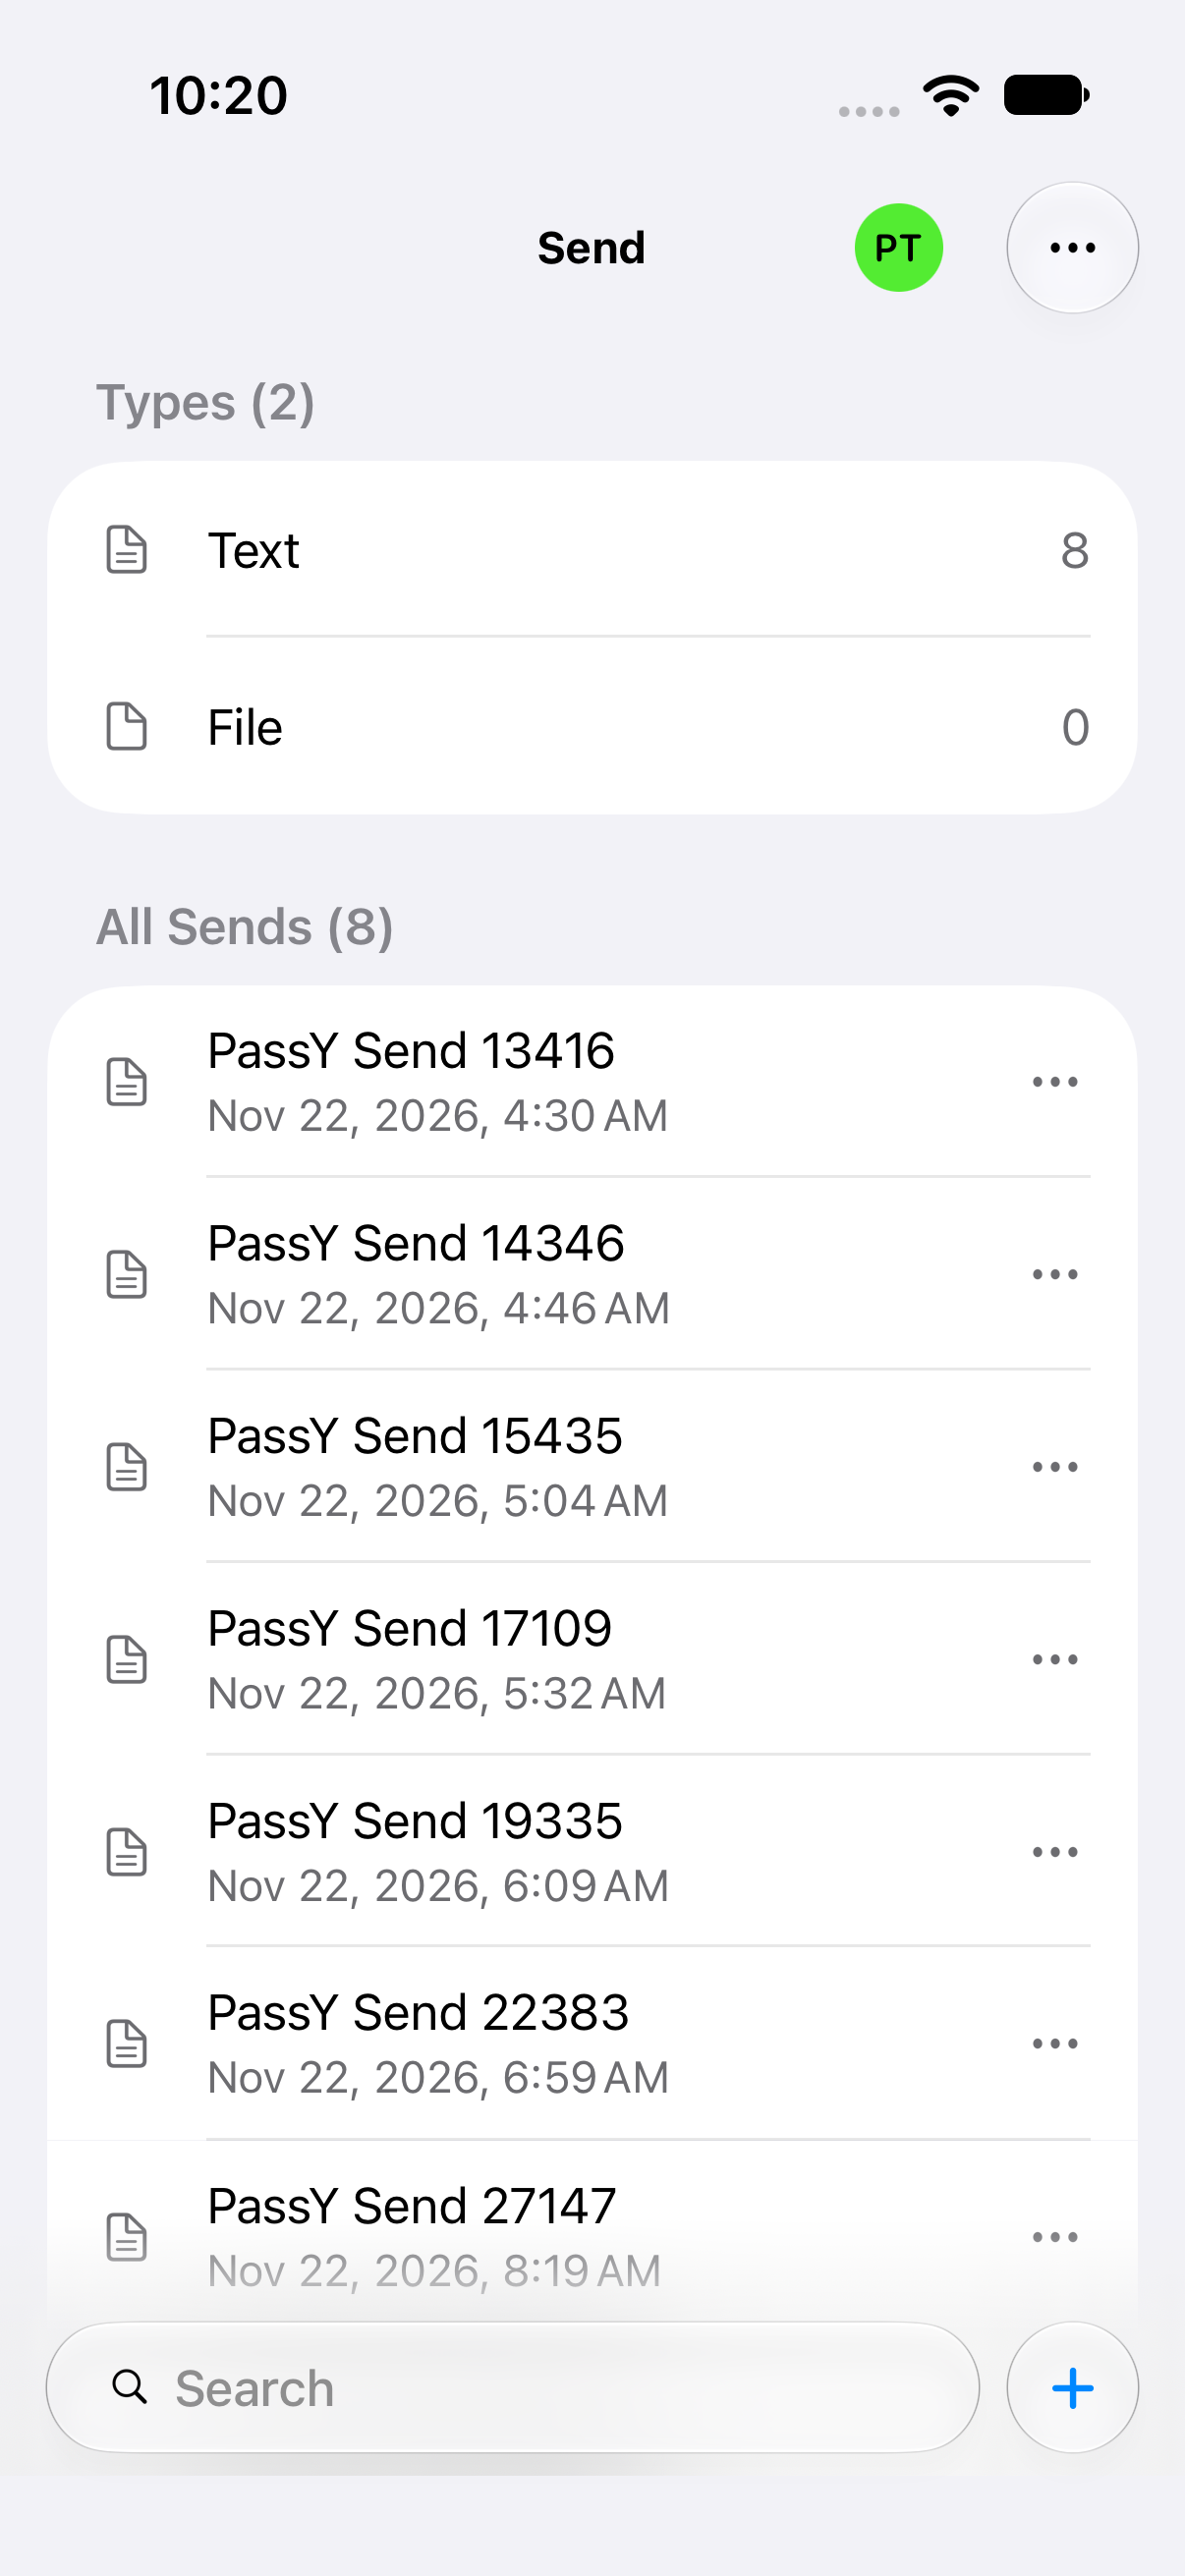 10:20
Send
PT
Types (2)
Text 8
File 0
All Sends (8)
PassY Send 13416
Nov 22, 2026, 4:30 AM
PassY Send 14346
Nov 22, 2026, 4:46 AM
PassY Send 15435
Nov 22, 2026, 5:04 AM
PassY Send 17109
Nov 22, 2026, 5:32 AM
PassY Send 19335
Nov 22, 2026, 6:09 AM
PassY Send 22383
Nov 22, 2026, 6:59 AM
PassY Send 27147
Nov 22, 2026, 8:19 AM
Search